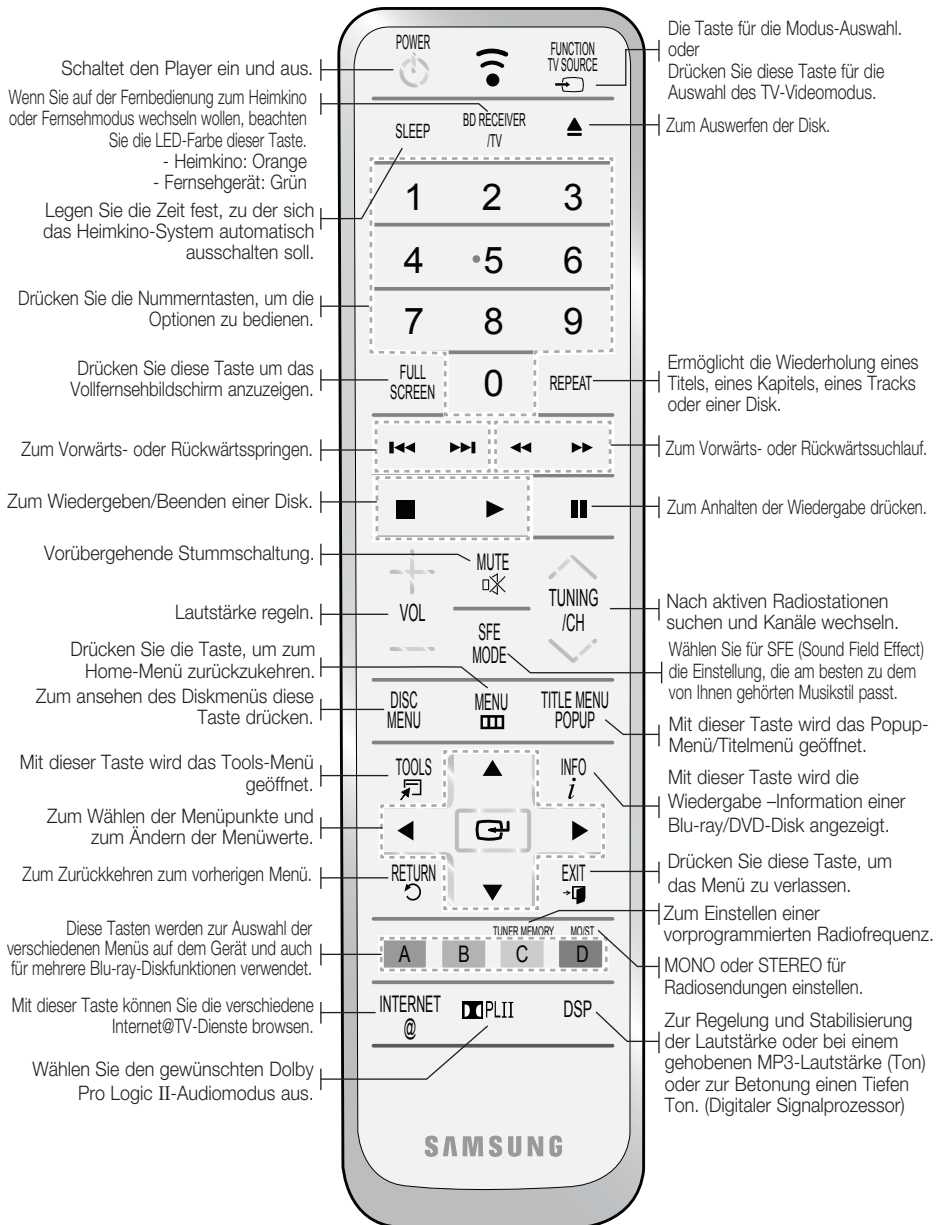 Schaltet den Player ein und aus.
Wenn Sie auf der Fernbedienung zum Heimkino
oder Fernsehmodus wechseln wollen, beachten
Sie die LED-Farbe dieser Taste.
- Heimkino: Orange
- Fernsehgerät: Grün
Legen Sie die Zeit fest, zu der sich
das Heimkino-System automatisch
ausschalten soll.
Drücken Sie die Nummerntasten, um die
Optionen zu bedienen.
Drücken Sie diese Taste um das
Vollfernsehbildschirm anzuzeigen.
Zum Vorwärts- oder Rückwärtsspringen.
Zum Wiedergeben/Beenden einer Disk.
Vorübergehende Stummschaltung.
Lautstärke regeln.
Drücken Sie die Taste, um zum
Home-Menü zurückzukehren.
Zum ansehen des Diskmenüs diese
Taste drücken.
Mit dieser Taste wird das Tools-Menü
geöffnet.
Zum Wählen der Menüpunkte und
zum Ändern der Menüwerte.
Zum Zurückkehren zum vorherigen Menü.
Diese Tasten werden zur Auswahl der
verschiedenen Menüs auf dem Gerät und auch
für mehrere Blu-ray-Diskfunktionen verwendet.
Mit dieser Taste können Sie die verschiedene
Internet@TV-Dienste browsen.
Wählen Sie den gewünschten Dolby
Pro Logic II-Audiomodus aus.
POWER
FUNCTION
TV SOURCE
SLEEP
BD RECEIVER
/TV
1 2 3
4 5 6
7 8 9
FULL
SCREEN
0
REPEAT
MUTE
VOL
TUNING
/CH
SFE
MODE
DISC
MENU
MENU
TITLE MENU
POPUP
TOOLS
INFO
i
RETURN
EXIT
TUNER MEMORY MO/ST
A B C D
INTERNET
@
PLII
DSP
SAMSUNG
Die Taste für die Modus-Auswahl.
oder
Drücken Sie diese Taste für die
Auswahl des TV-Videomodus.
Zum Auswerfen der Disk.
Ermöglicht die Wiederholung eines
Titels, eines Kapitels, eines Tracks
oder einer Disk.
Zum Vorwärts- oder Rückwärtssuchlauf.
Zum Anhalten der Wiedergabe drücken.
Nach aktiven Radiostationen
suchen und Kanäle wechseln.
Wählen Sie für SFE (Sound Field Effect)
die Einstellung, die am besten zu dem
von Ihnen gehörten Musikstil passt.
Mit dieser Taste wird das Popup-
Menü/Titelmenü geöffnet.
Mit dieser Taste wird die
Wiedergabe –Information einer
Blu-ray/DVD-Disk angezeigt.
Drücken Sie diese Taste, um
das Menü zu verlassen.
Zum Einstellen einer
vorprogrammierten Radiofrequenz.
MONO oder STEREO für
Radiosendungen einstellen.
Zur Regelung und Stabilisierung
der Lautstärke oder bei einem
gehobenen MP3-Lautstärke (Ton)
oder zur Betonung einen Tiefen
Ton. (Digitaler Signalprozessor)